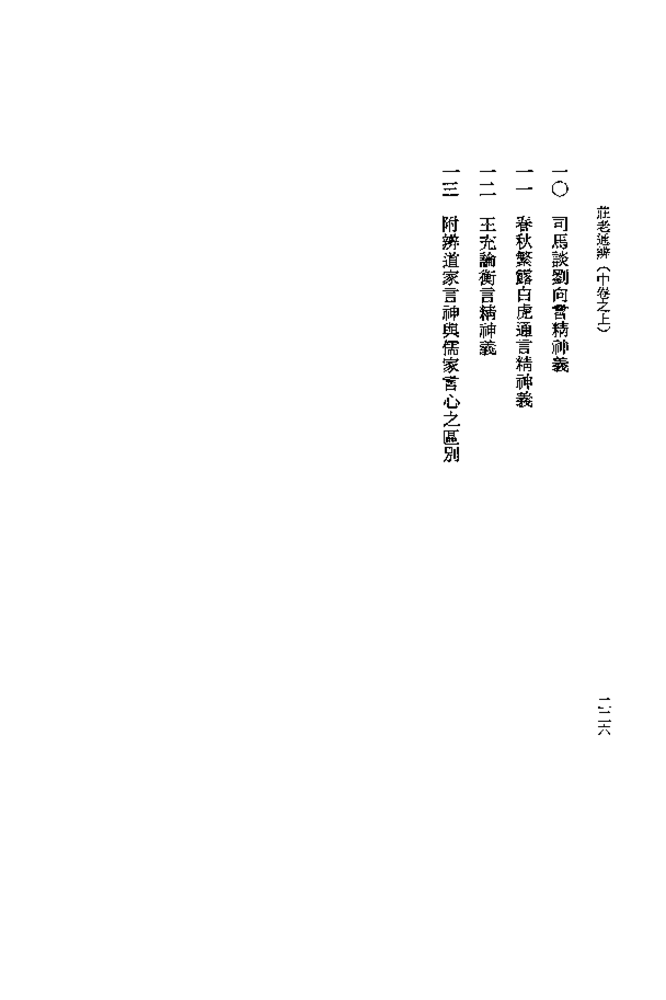 莊老通辨（中卷之上）
二二六
一〇　司馬談劉向言精神義
一一　春秋繁露白虎通言精神義
一二　王充論衡言精神義
一三　附辨道家言神與儒家言心之區別